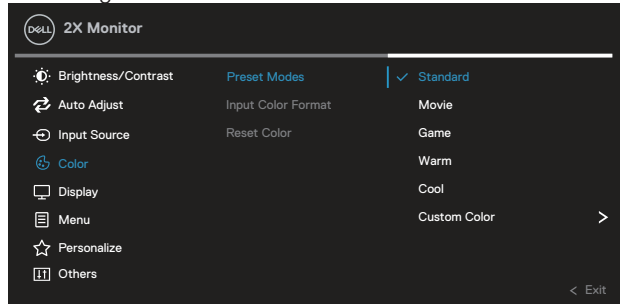 DELL 2X Monitor
Brightness/Contrast Preset Modes ✓ Standard
Auto Adjust Input Color Format Movie
Input Source Reset Color Game
Color Warm
Display Cool
Menu Custom Color >
Personalize
Others
< Exit